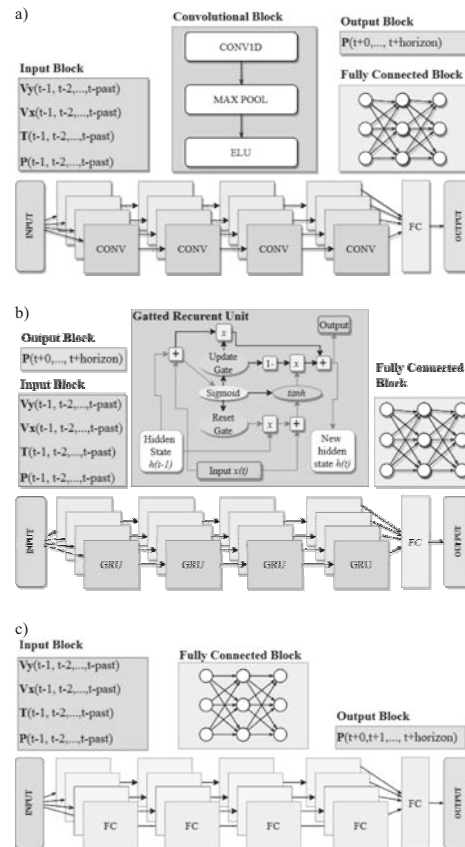 a)
Convolutional Block
CONV1D
MAX POOL
ELU
Input Block
Vy(t-1, t-2,...,t-past)
Vx(t-1, t-2,...,t-past)
T(t-1, t-2,...,t-past)
P(t-1, t-2,...,t-past)
Output Block
P(t+0,..., t+horizon)
Fully Connected Block
INPUT
CONV
CONV
CONV
CONV
FC
OUTPUT
b)
Gatted Recurent Unit
Output
x
+
Update
Gate
1-
x
+
Sigmoid
tanh
Reset
Gate
x
+
Hidden
State
h(t-1)
Input x(t)
New
hidden
state h(t)
Output Block
P(t+0,..., t+horizon)
Input Block
Vy(t-1, t-2,...,t-past)
Vx(t-1, t-2,...,t-past)
T(t-1, t-2,...,t-past)
P(t-1, t-2,...,t-past)
Fully Connected
Block
INPUT
GRU
GRU
GRU
GRU
FC
OUTPUT
c)
Input Block
Vy(t-1, t-2,...,t-past)
Vx(t-1, t-2,...,t-past)
T(t-1, t-2,...,t-past)
P(t-1, t-2,...,t-past)
Fully Connected Block
Output Block
P(t+0,t+1,..., t+horizon)
INPUT
FC
FC
FC
FC
FC
OUTPUT